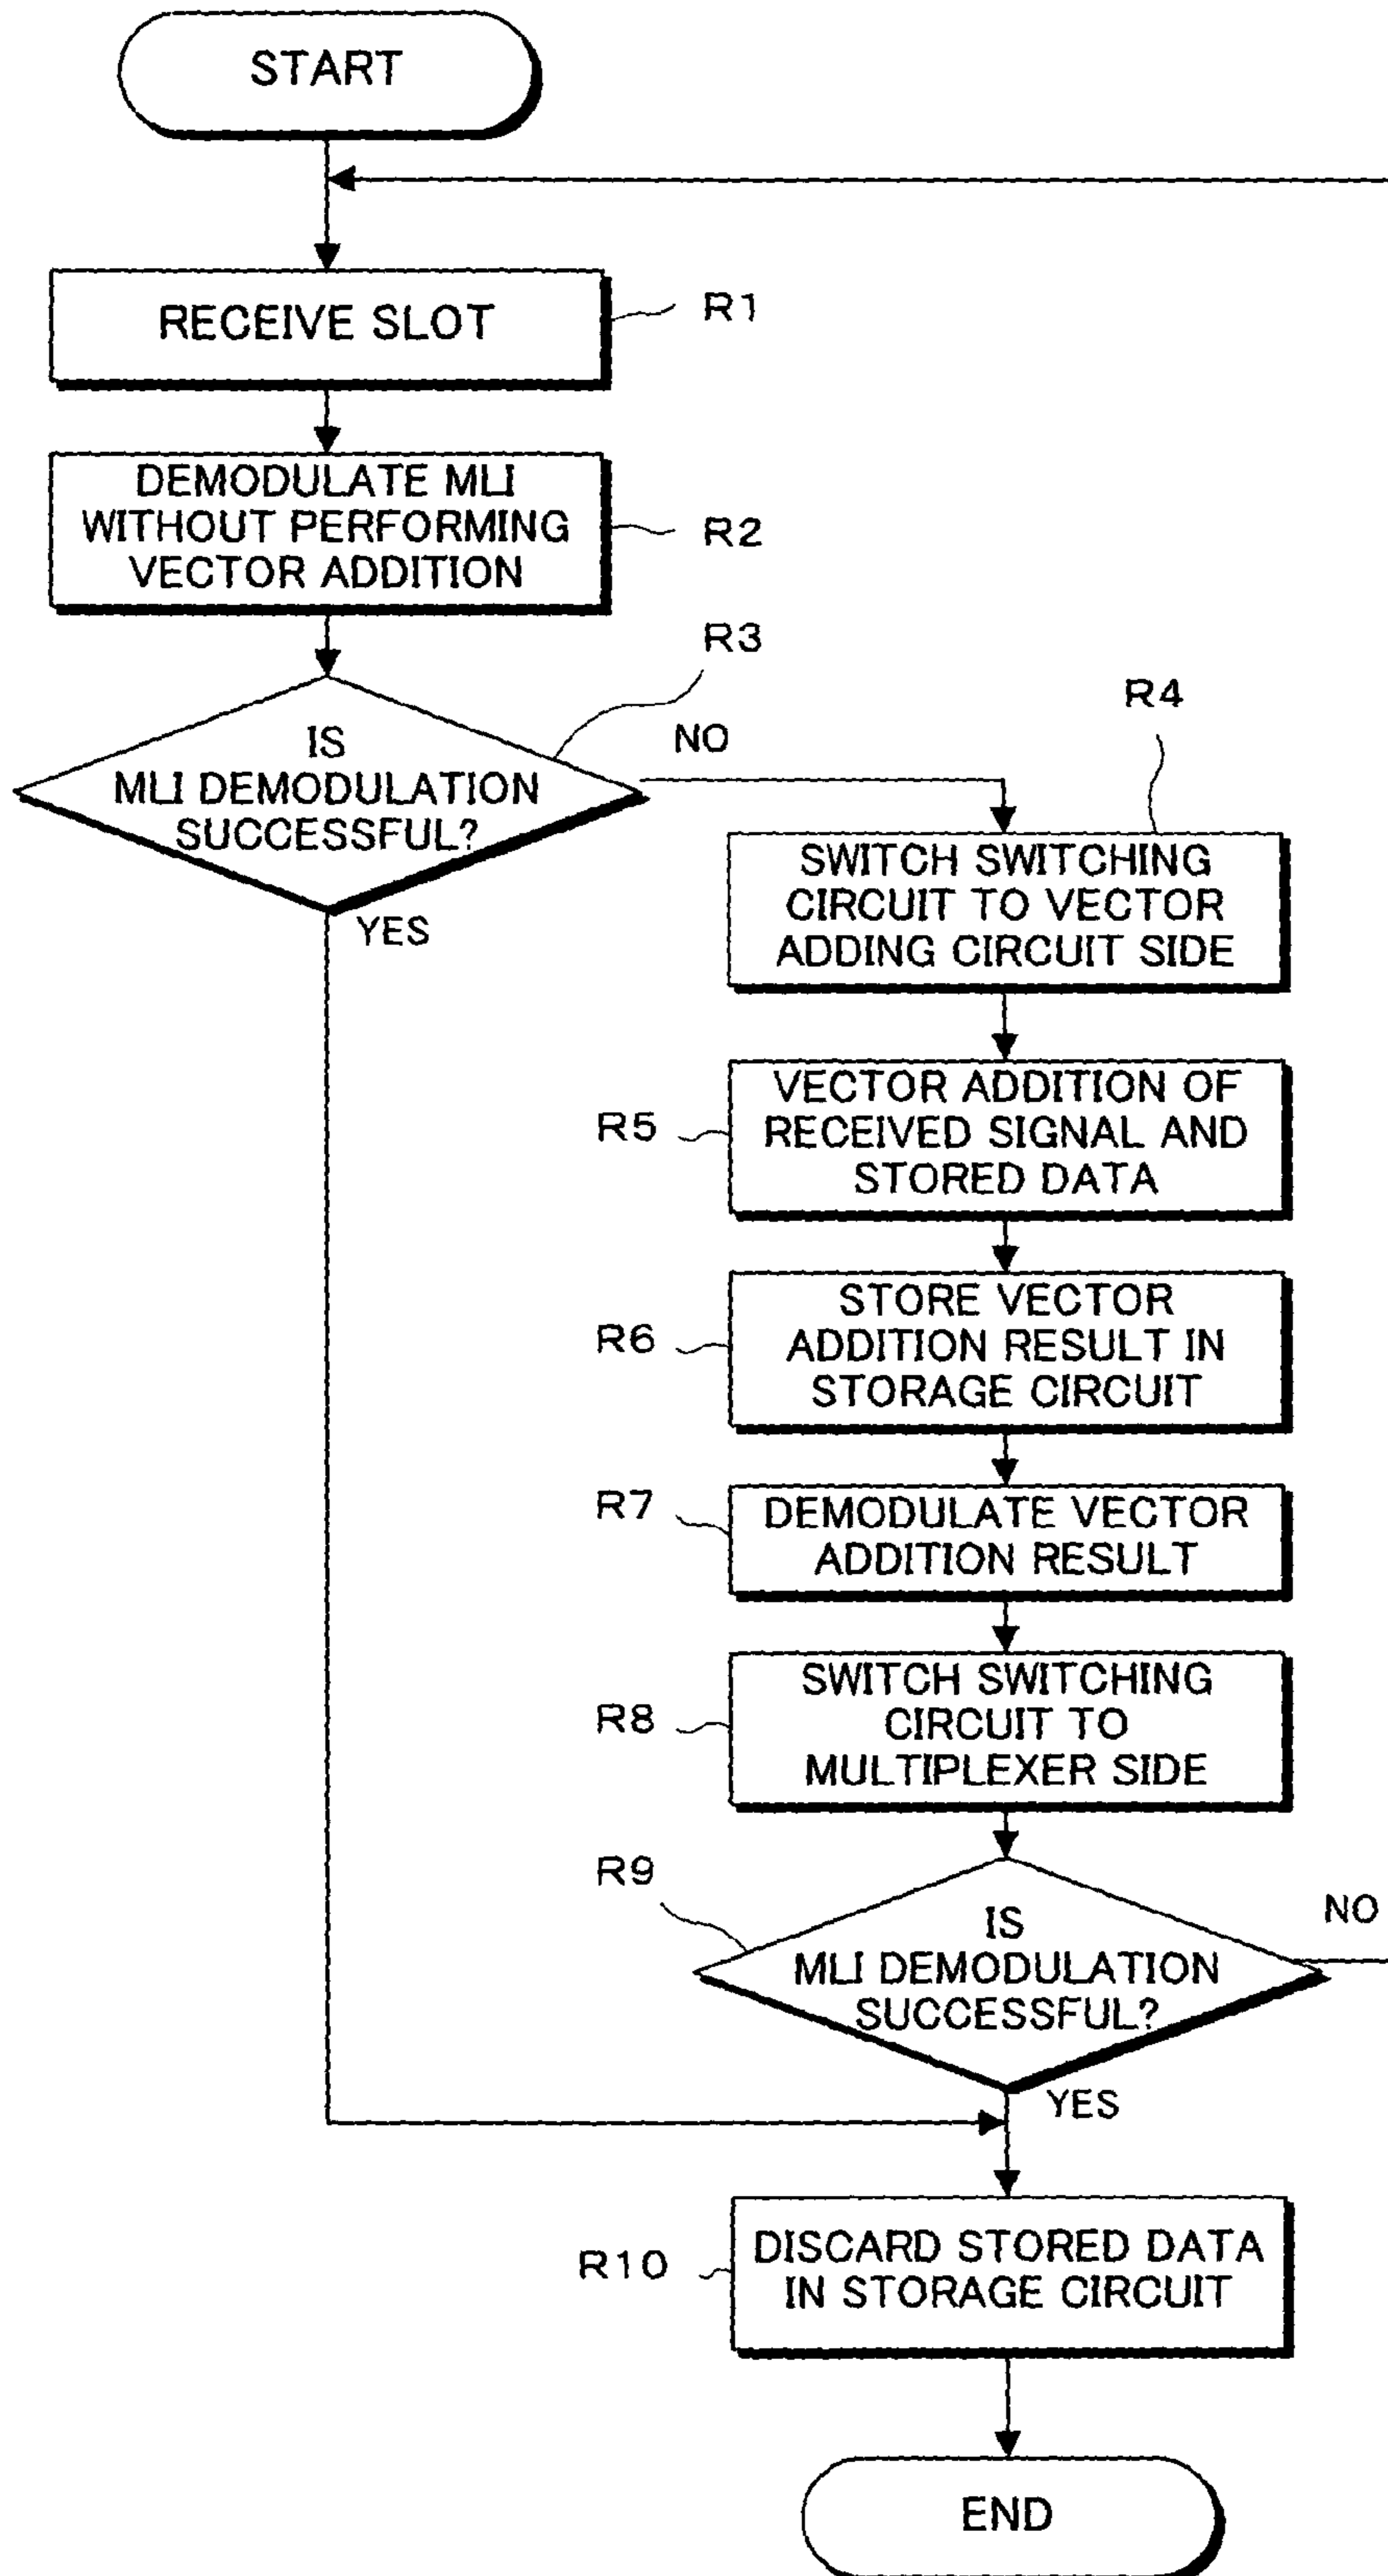 START
RECEIVE SLOT
R1
DEMODULATE MLI
WITHOUT PERFORMING
VECTOR ADDITION
R2
R3
IS
MLI DEMODULATION
SUCCESSFUL?
NO
YES
R4
SWITCH SWITCHING
CIRCUIT TO VECTOR
ADDING CIRCUIT SIDE
R5
VECTOR ADDITION OF
RECEIVED SIGNAL AND
STORED DATA
R6
STORE VECTOR
ADDITION RESULT IN
STORAGE CIRCUIT
R7
DEMODULATE VECTOR
ADDITION RESULT
R8
SWITCH SWITCHING
CIRCUIT TO
MULTIPLEXER SIDE
R9
IS
MLI DEMODULATION
SUCCESSFUL?
NO
YES
R10
DISCARD STORED DATA
IN STORAGE CIRCUIT
END